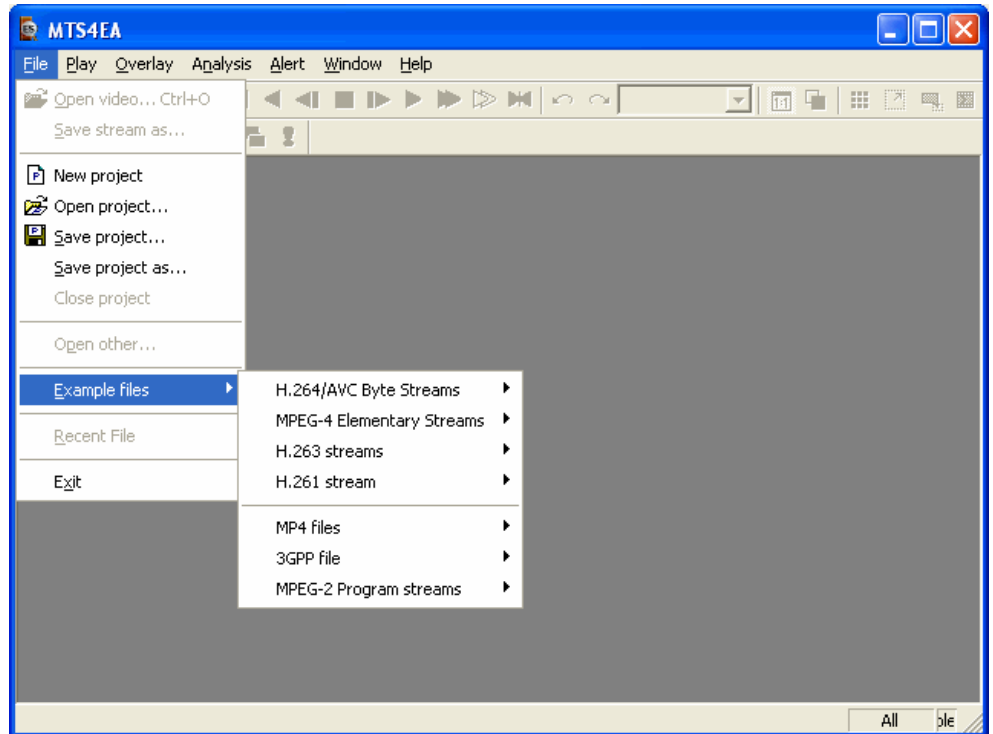 MTS4EA
File Play Overlay Analysis Alert Window Help
Open video... Ctrl+O
1:1
Save stream as...
New project
Open project...
Save project...
Save project as...
Close project
Open other...
Example files
Recent File
Exit
H.264/AVC Byte Streams
MPEG-4 Elementary Streams
H.263 streams
H.261 stream
MP4 files
3GPP file
MPEG-2 Program streams
All